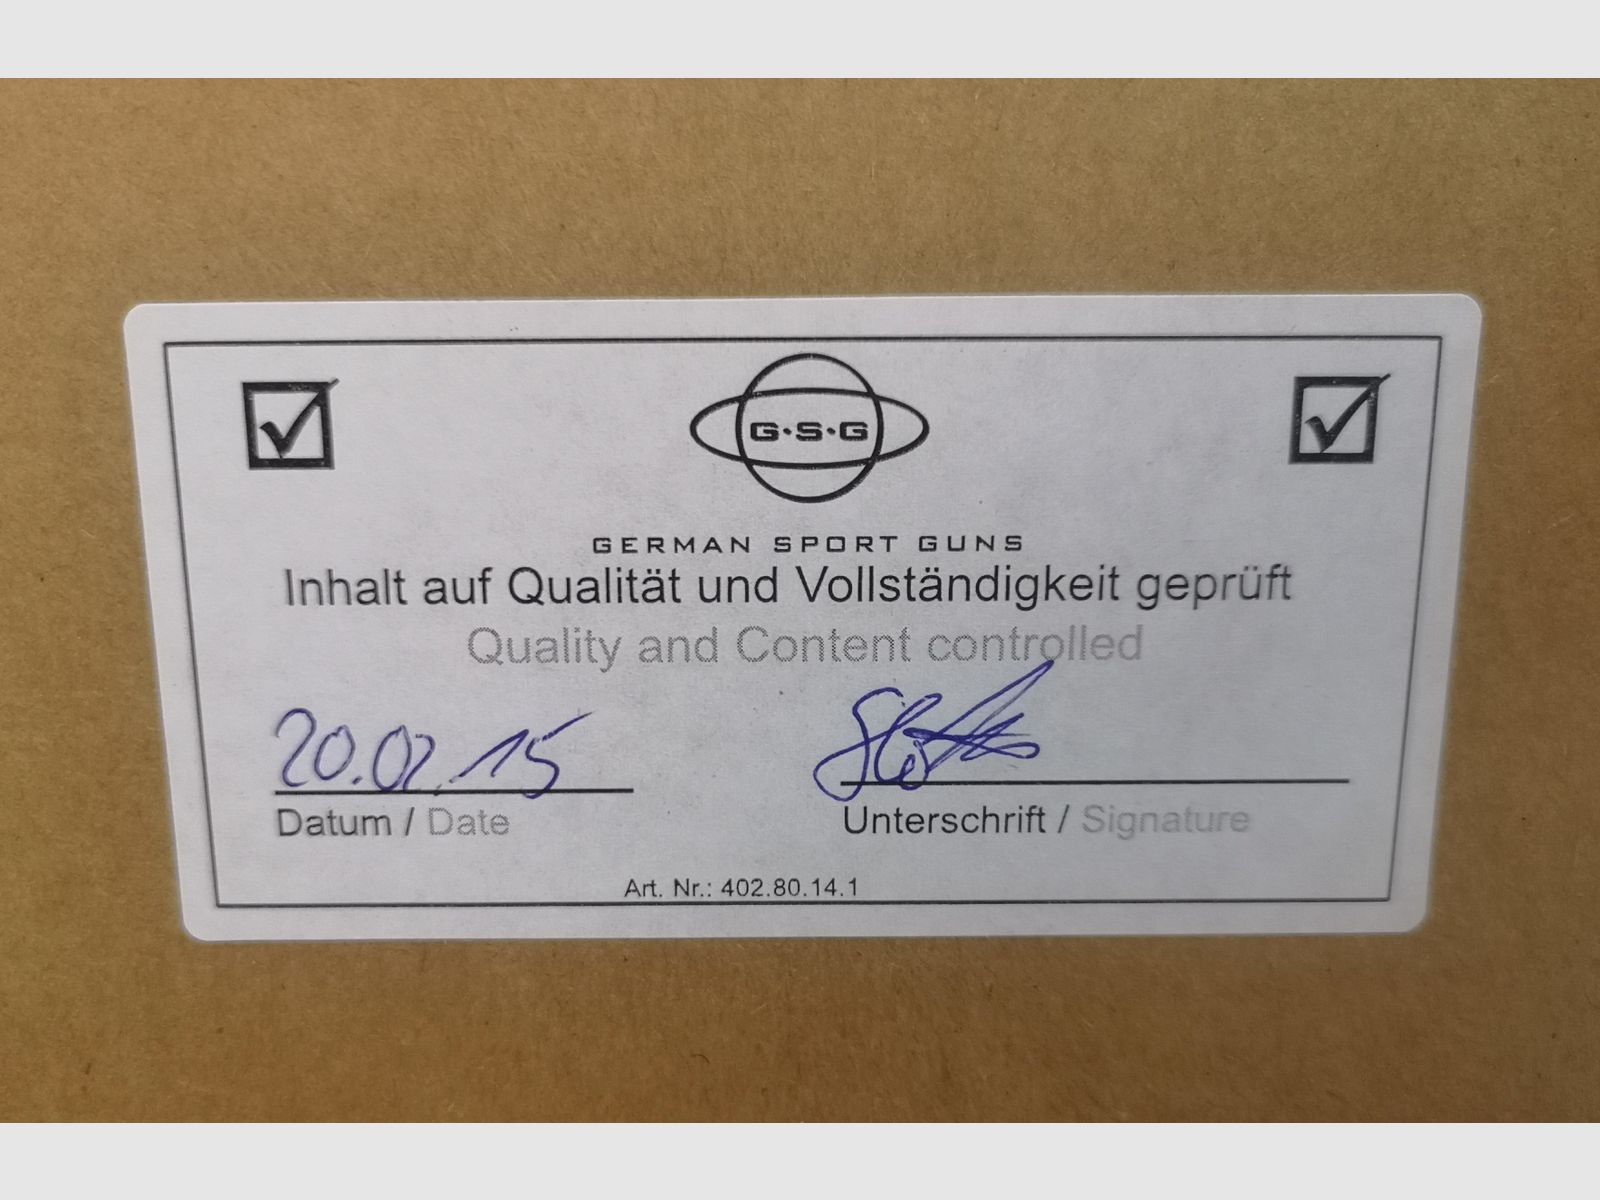 G·S·G
GERMAN SPORT GUNS
Inhalt auf Qualität und Vollständigkeit geprüft
Quality and Content controlled
20.02.15
Datum / Date
Unterschrift / Signature
Art. Nr.: 402.80.14.1